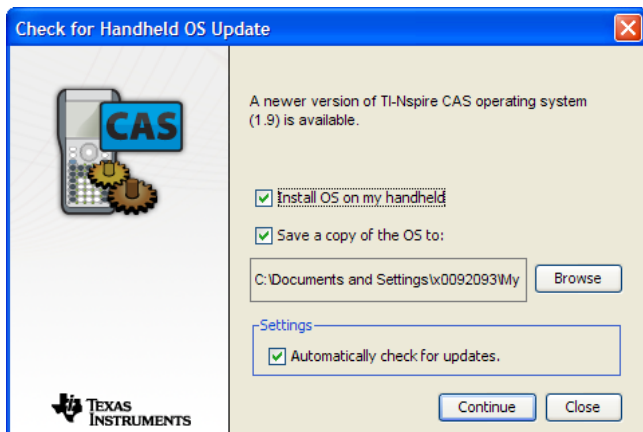 Check for Handheld OS Update
CAS
A newer version of TI-Nspire CAS operating system
(1.9) is available.
Install OS on my handheld
Save a copy of the OS to:
C:\Documents and Settings\x0092093\My
Browse
Settings
Automatically check for updates.
TEXAS
INSTRUMENTS
Continue
Close